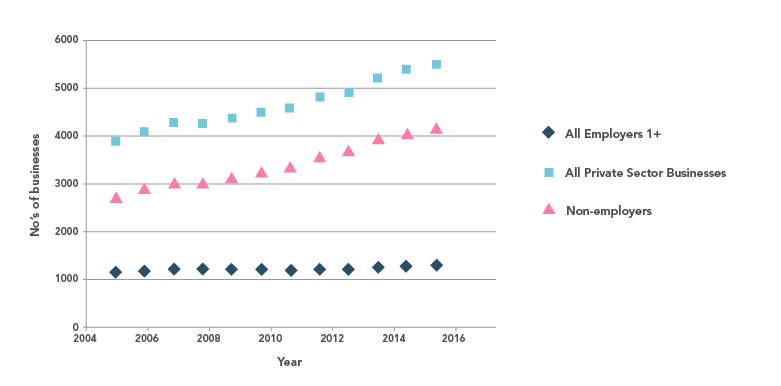 6000
5000
4000
3000
2000
1000
0
No's of businesses
2004 2006 2008 2010 2012 2014 2016
Year
All Employers 1+
All Private Sector Businesses
Non-employers